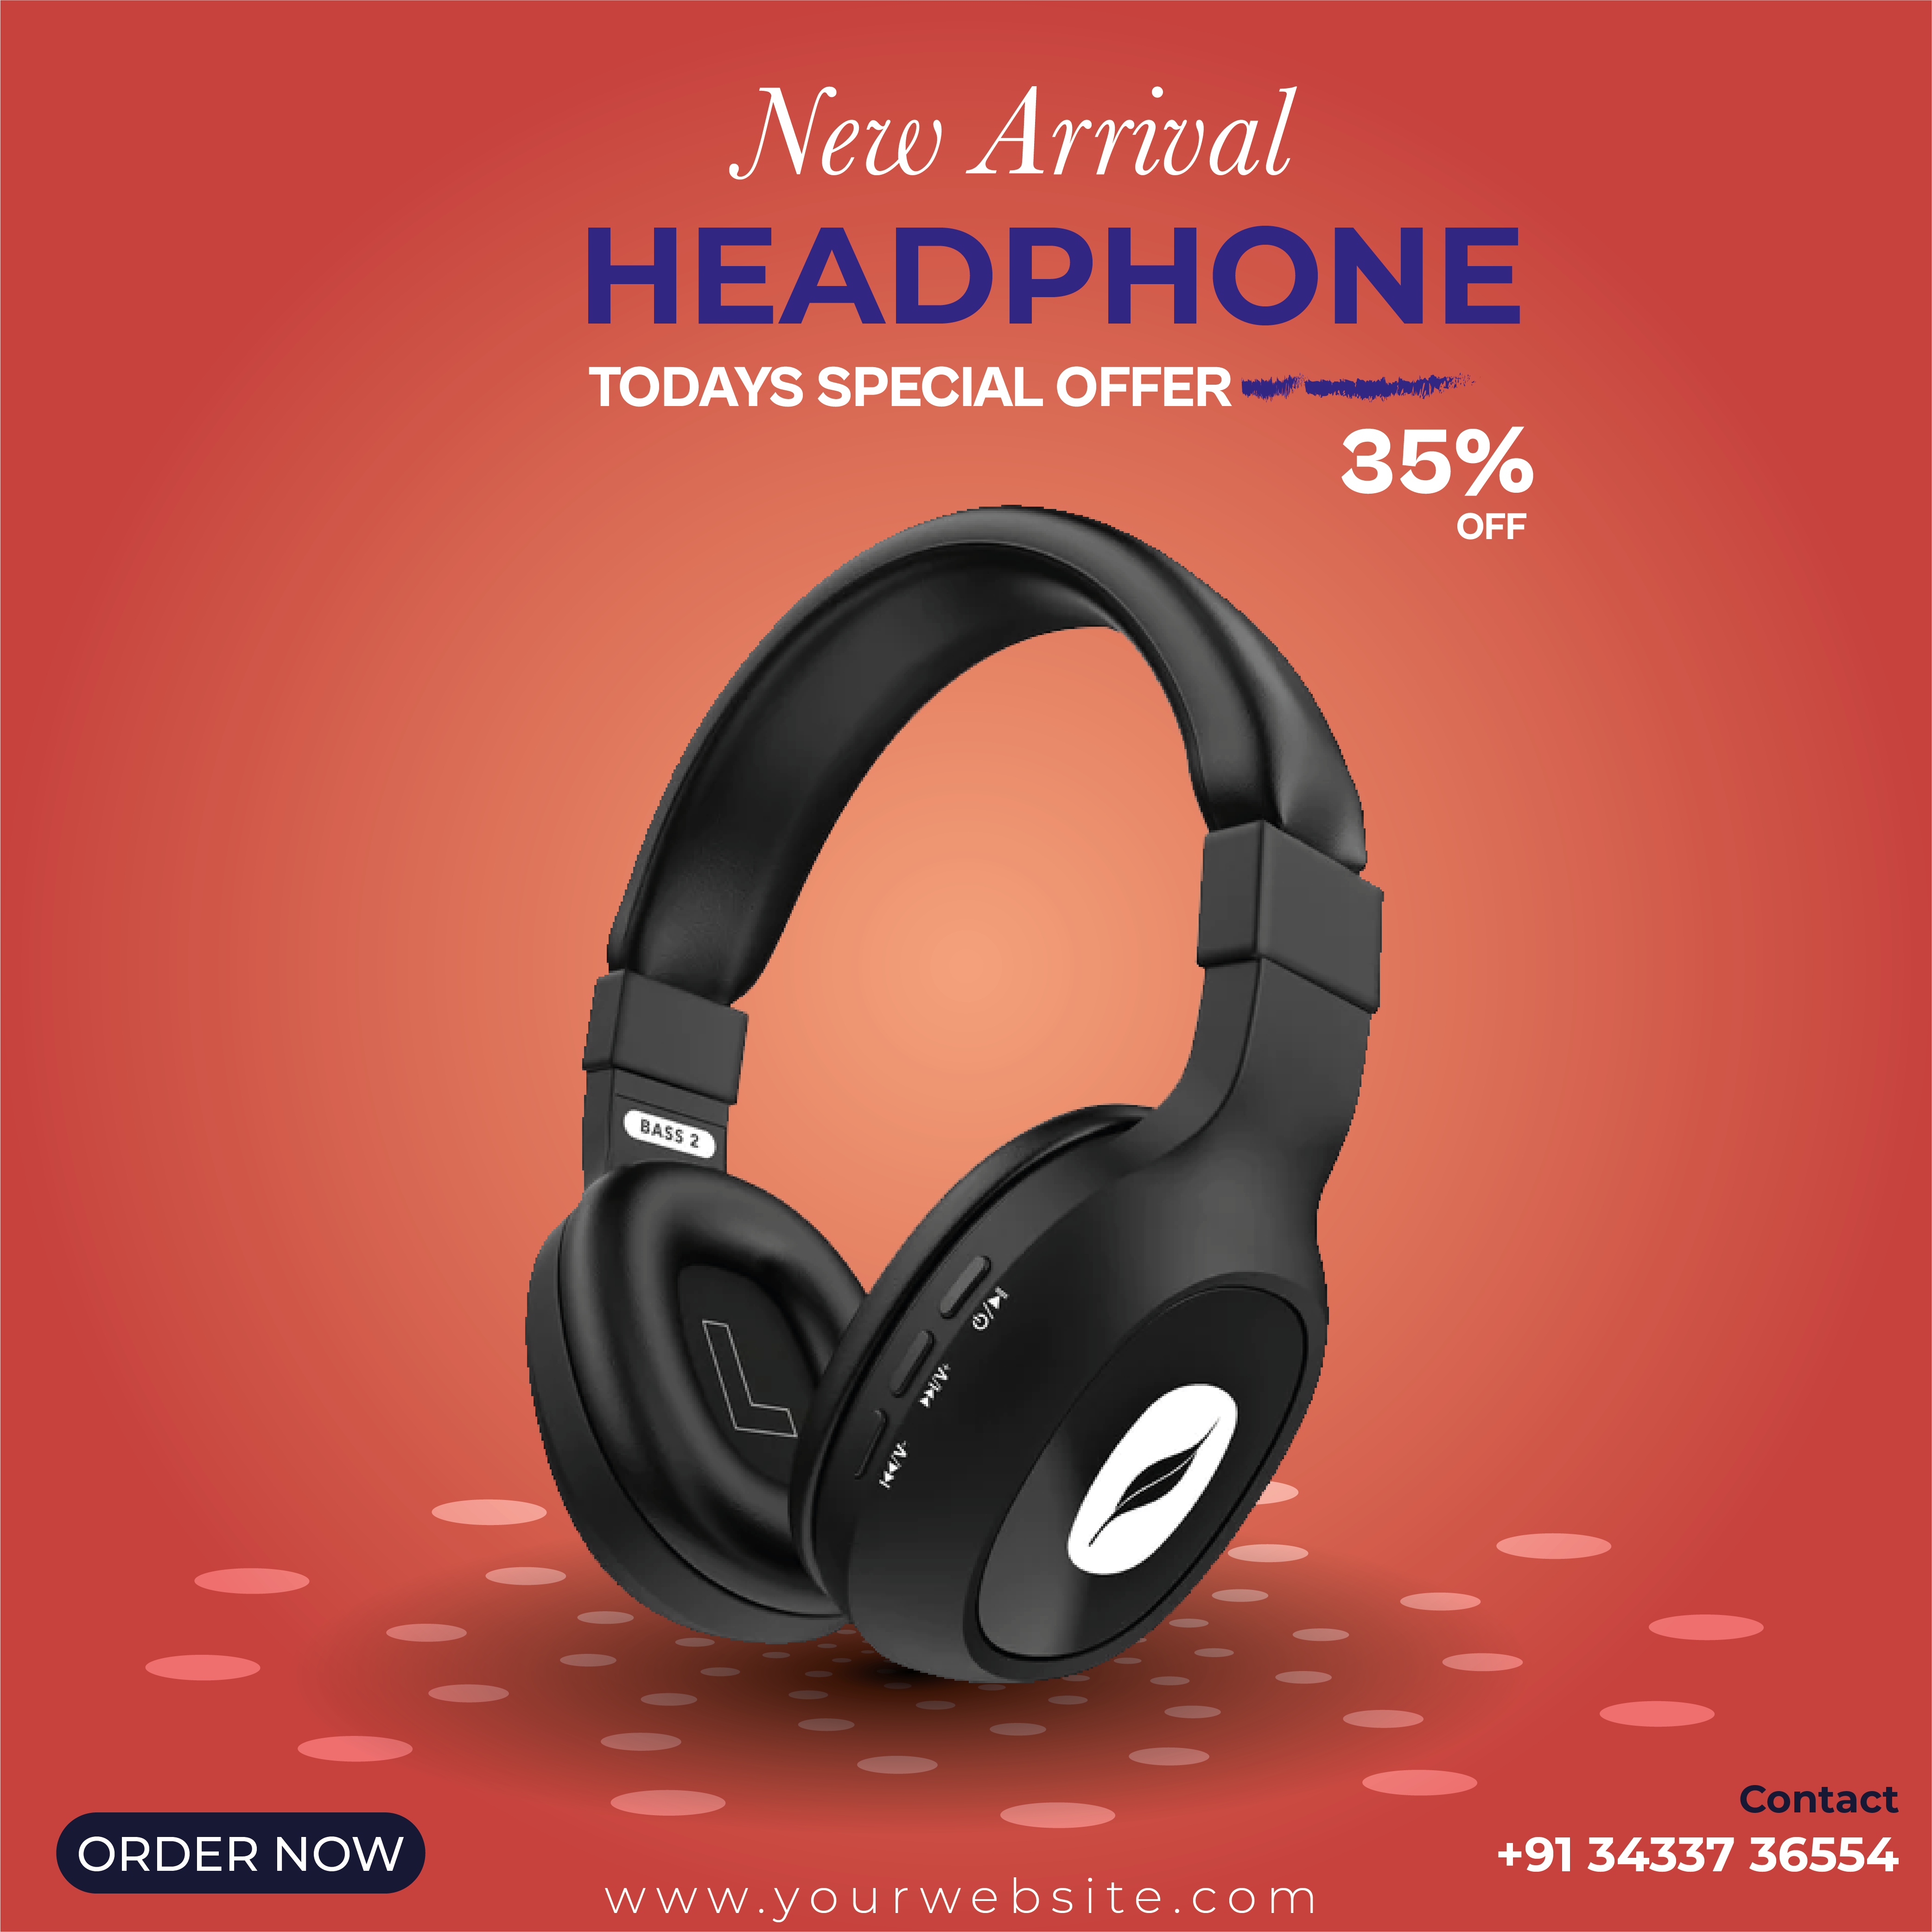 New Arrival
HEADPHONE
TODAYS SPECIAL OFFER
35%
OFF
BASS 2
⏻/▶||
▶▶|/V+
|◀◀/V-
ORDER NOW
Contact
+91 34337 36554
www.yourwebsite.com